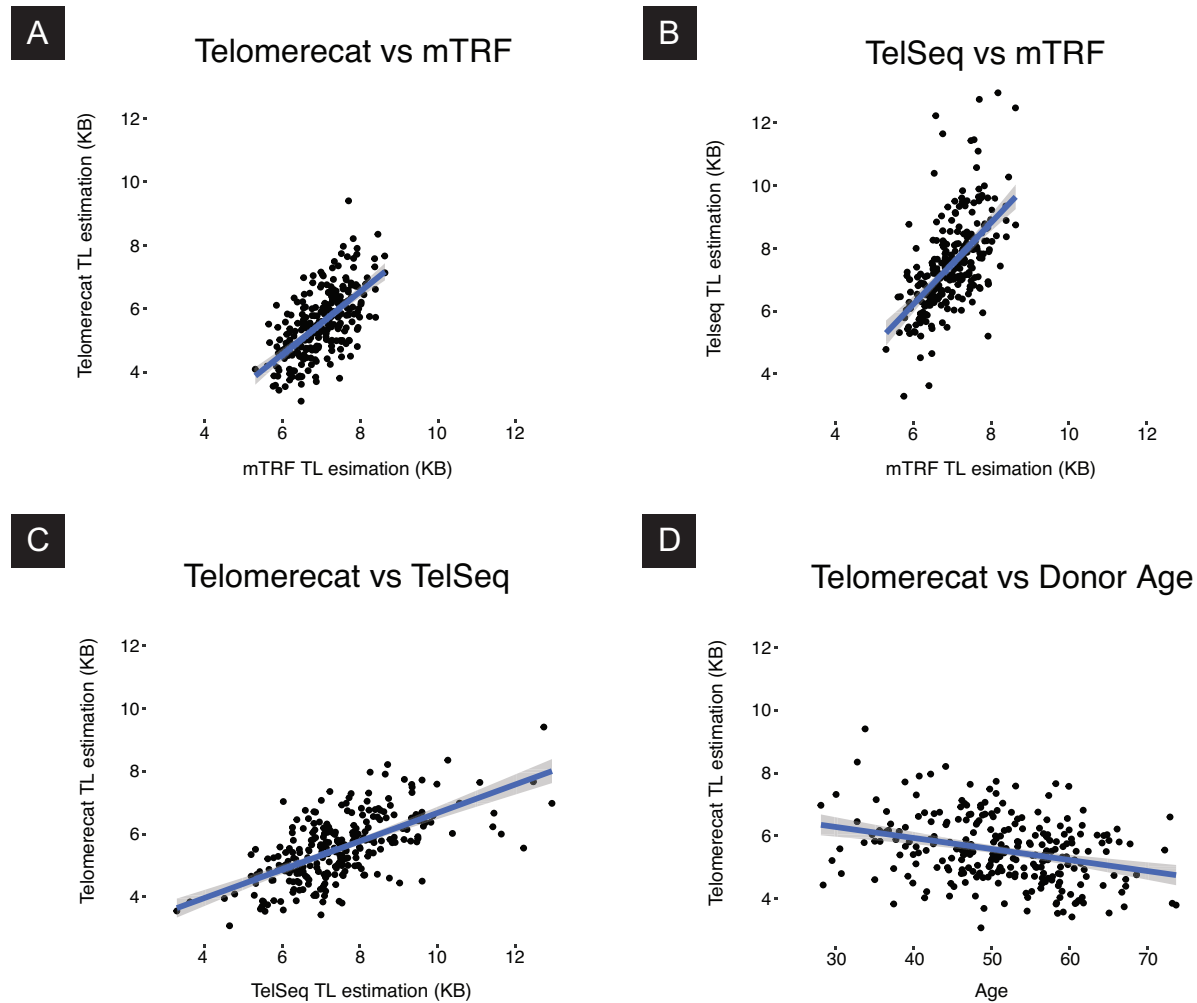 A
Telomerecat vs mTRF
Telomerecat TL estimation (KB)
12
10
8
6
4
4 6 8 10 12
mTRF TL esimation (KB)
B
TelSeq vs mTRF
Telseq TL estimation (KB)
12
10
8
6
4
4 6 8 10 12
mTRF TL esimation (KB)
C
Telomerecat vs TelSeq
Telomerecat TL estimation (KB)
12
10
8
6
4
4 6 8 10 12
TelSeq TL estimation (KB)
D
Telomerecat vs Donor Age
Telomerecat TL estimation (KB)
12
10
8
6
4
30 40 50 60 70
Age